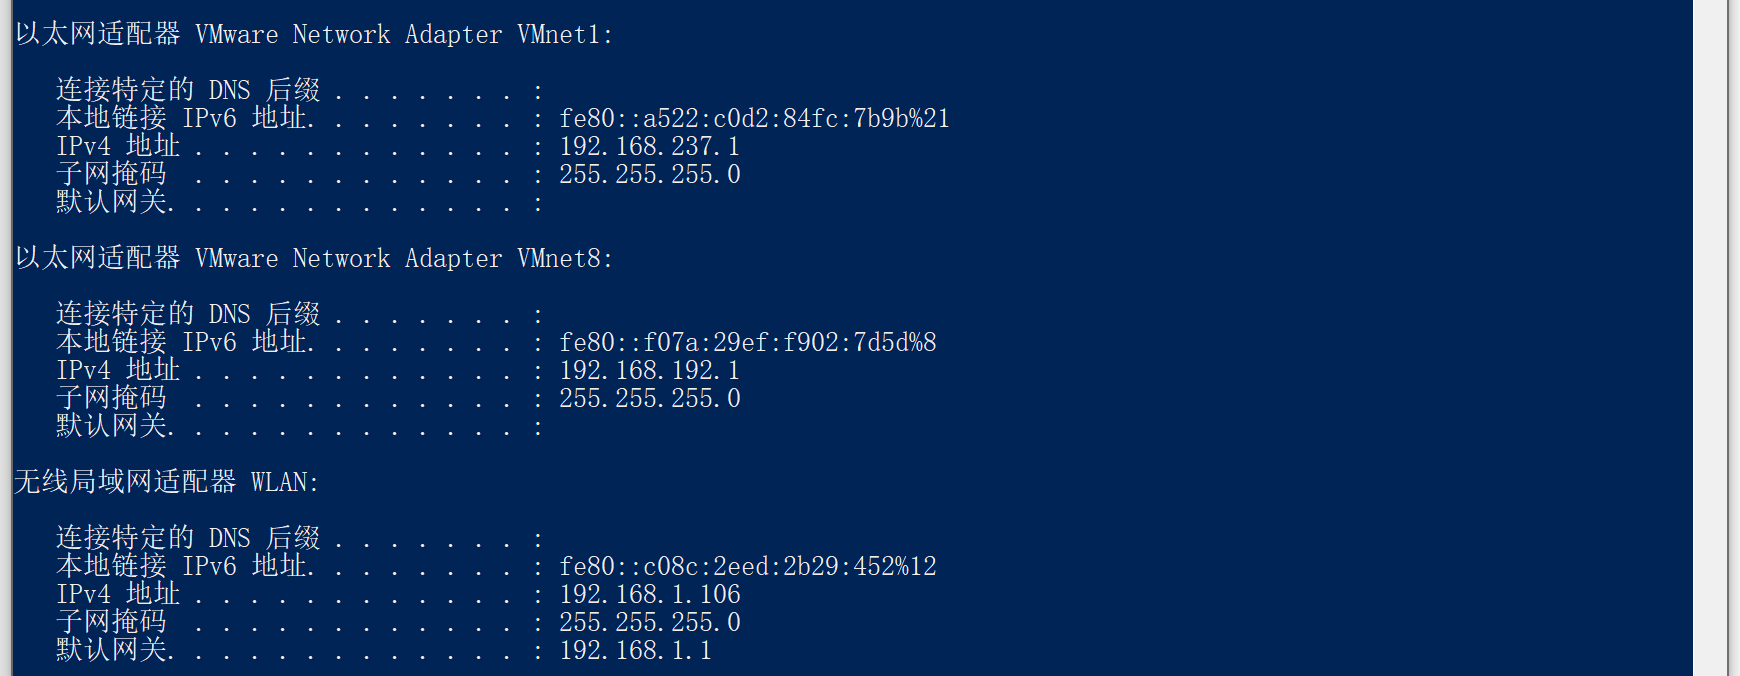 以太网适配器 VMware Network Adapter VMnet1:
连接特定的 DNS 后缀 . . . . . . . :
本地链接 IPv6 地址. . . . . . . . : fe80::a522:c0d2:84fc:7b9b%21
IPv4 地址 . . . . . . . . . . . . : 192.168.237.1
子网掩码  . . . . . . . . . . . . : 255.255.255.0
默认网关. . . . . . . . . . . . . :
以太网适配器 VMware Network Adapter VMnet8:
连接特定的 DNS 后缀 . . . . . . . :
本地链接 IPv6 地址. . . . . . . . : fe80::f07a:29ef:f902:7d5d%8
IPv4 地址 . . . . . . . . . . . . : 192.168.192.1
子网掩码  . . . . . . . . . . . . : 255.255.255.0
默认网关. . . . . . . . . . . . . :
无线局域网适配器 WLAN:
连接特定的 DNS 后缀 . . . . . . . :
本地链接 IPv6 地址. . . . . . . . : fe80::c08c:2eed:2b29:452%12
IPv4 地址 . . . . . . . . . . . . : 192.168.1.106
子网掩码  . . . . . . . . . . . . : 255.255.255.0
默认网关. . . . . . . . . . . . . : 192.168.1.1